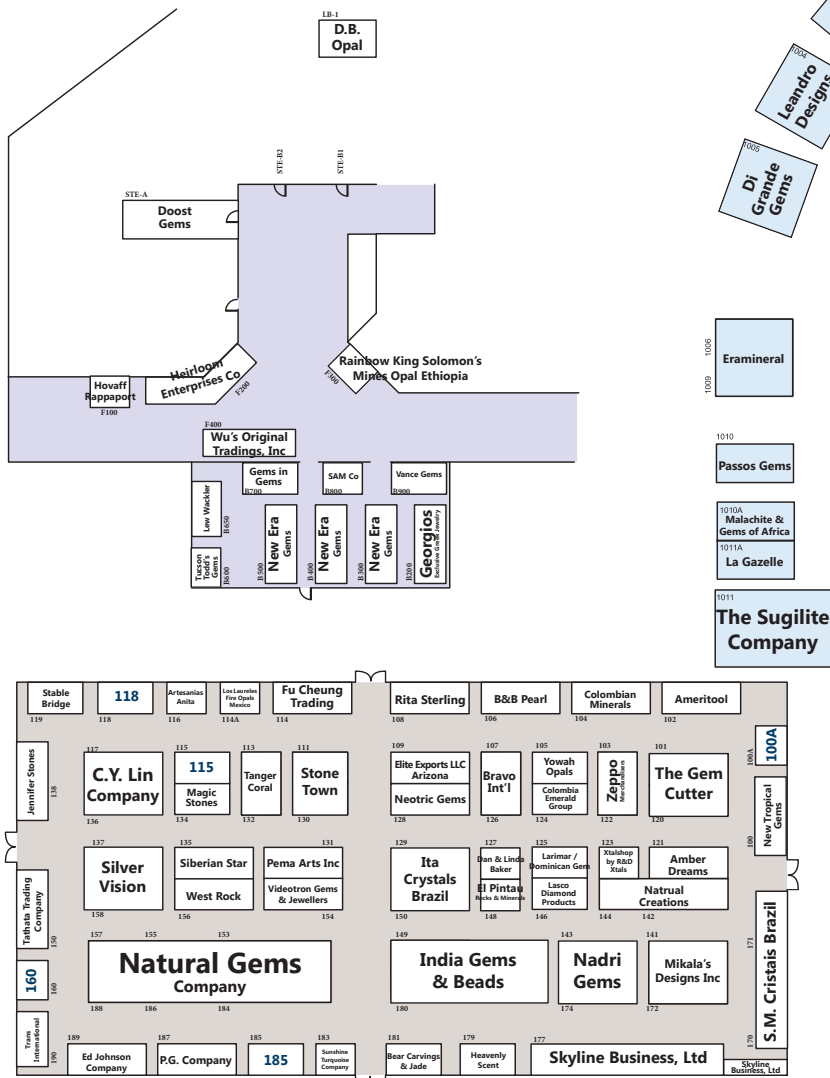 LB-1
D.B.
Opal
1004
Leandro
Designs
1005
Di
Grande
Gems
STE-B2
STE-B1
STE-A
Doost
Gems
Heirloom
Enterprises Co
F200
Rainbow King Solomon's
Mines Opal Ethiopia
F300
Hovaff
Rappaport
F100
F400
Wu's Original
Tradings, Inc
Gems in
Gems
B700
SAM Co
B800
Vance Gems
B900
Lew Wackler
B650
Tucson
Todd's
Gems
B600
New Era
Gems
B500
New Era
Gems
B400
New Era
Gems
B300
Georgios
Exclusive Greek Jewelry
B200
1006
1009
Eramineral
1010
Passos Gems
1010A
Malachite &
Gems of Africa
1011A
La Gazelle
1011
The Sugilite
Company
Stable
Bridge
119
118
118
Artesanias
Anita
116
Los Laureles
Fire Opals
Mexico
114A
Fu Cheung
Trading
114
Rita Sterling
108
B&B Pearl
106
Colombian
Minerals
104
Ameritool
102
100A
100A
Jennifer Stones
138
117
C.Y. Lin
Company
136
115
115
Magic
Stones
134
113
Tanger
Coral
132
111
Stone
Town
130
109
Elite Exports LLC
Arizona
Neotric Gems
128
107
Bravo
Int'l
126
105
Yowah
Opals
Colombia
Emerald
Group
124
103
Zeppo
Merchandisers
122
101
The Gem
Cutter
120
New Tropical
Gems
100
137
Silver
Vision
158
135
Siberian Star
West Rock
156
131
Pema Arts Inc
Videotron Gems
& Jewellers
154
129
Ita
Crystals
Brazil
150
127
Dan & Linda
Baker
El Pintau
Rocks & Minerals
148
125
Larimar /
Dominican Gem
Lasco
Diamond
Products
146
123
Xtalshop
by R&D
Xtals
121
Amber
Dreams
Natrual
Creations
144
142
Tathata Trading
Company
150
160
160
Trans
International
190
157
155
153
Natural Gems
Company
188
186
184
149
India Gems
& Beads
180
143
Nadri
Gems
174
141
Mikala's
Designs Inc
172
171
S.M. Cristais Brazil
170
189
Ed Johnson
Company
187
P.G. Company
185
185
183
Sunshine
Turquoise
Company
181
Bear Carvings
& Jade
179
Heavenly
Scent
177
Skyline Business, Ltd
Skyline
Business, Ltd